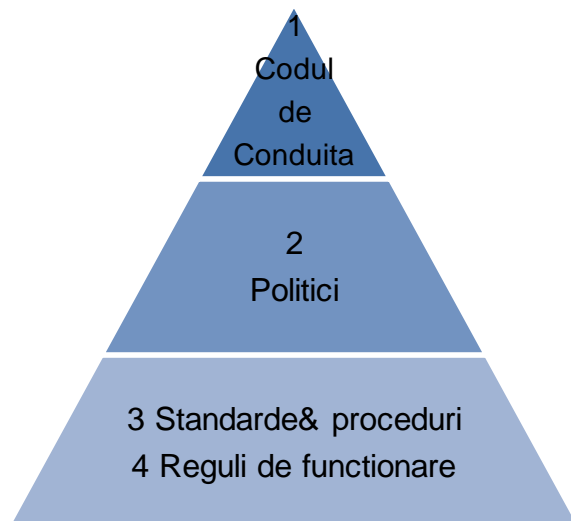 1
Codul
de
Conduita
2
Politici
3 Standarde& proceduri
4 Reguli de functionare